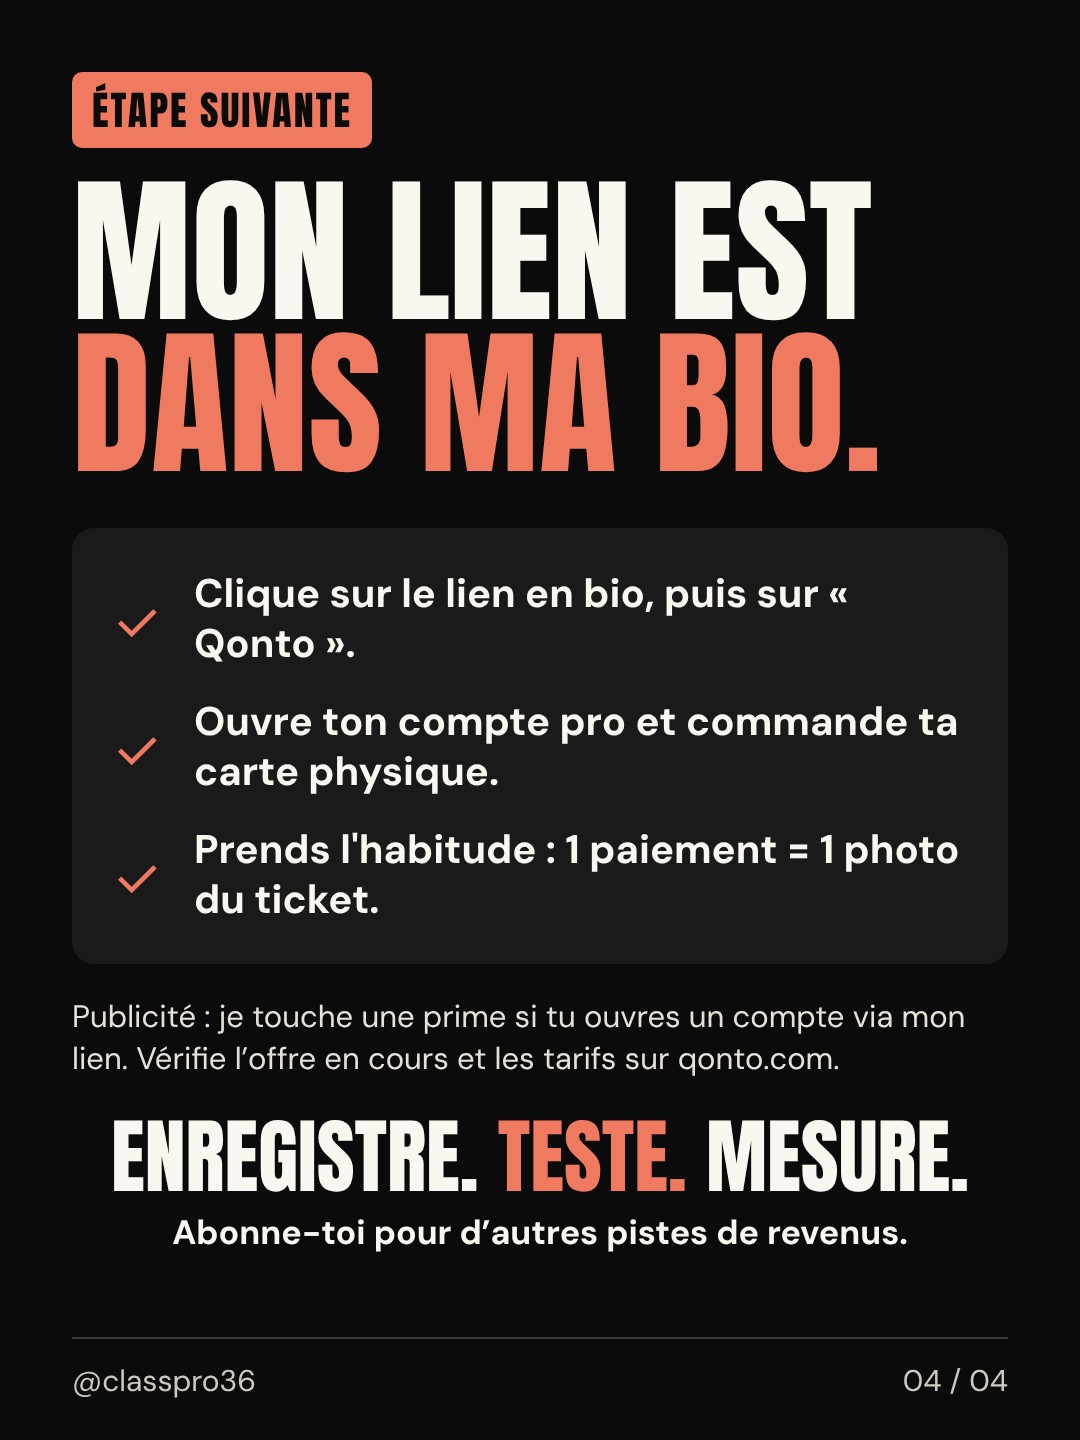 ÉTAPE SUIVANTE
MON LIEN EST
DANS MA BIO.
Clique sur le lien en bio, puis sur «
Qonto ».
Ouvre ton compte pro et commande ta
carte physique.
Prends l'habitude : 1 paiement = 1 photo
du ticket.
Publicité : je touche une prime si tu ouvres un compte via mon
lien. Vérifie l’offre en cours et les tarifs sur qonto.com.
ENREGISTRE. TESTE. MESURE.
Abonne-toi pour d’autres pistes de revenus.
@classpro36
04 / 04